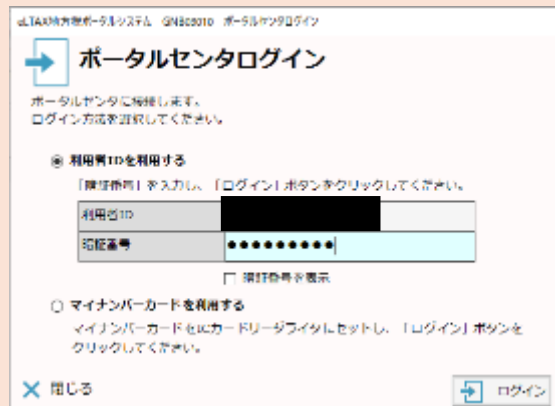 eLTAX地方税ポータルシステム GNB03010 ポータルセンタログイン
ポータルセンタログイン
ポータルセンタに接続します。
ログイン方法を選択してください。
利用者IDを利用する
「暗証番号」を入力し、「ログイン」ボタンをクリックしてください。
利用者ID
暗証番号 ●●●●●●●●●
暗証番号を表示
マイナンバーカードを利用する
マイナンバーカードをICカードリーダライタにセットし、「ログイン」ボタンを
クリックしてください。
閉じる
ログイン